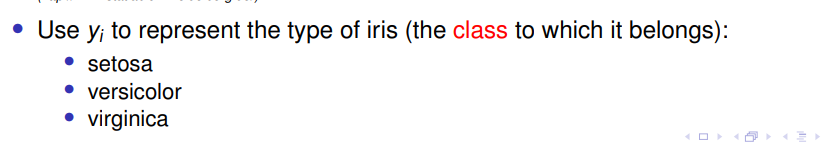 Use yi to represent the type of iris (the class to which it belongs):
setosa
versicolor
virginica